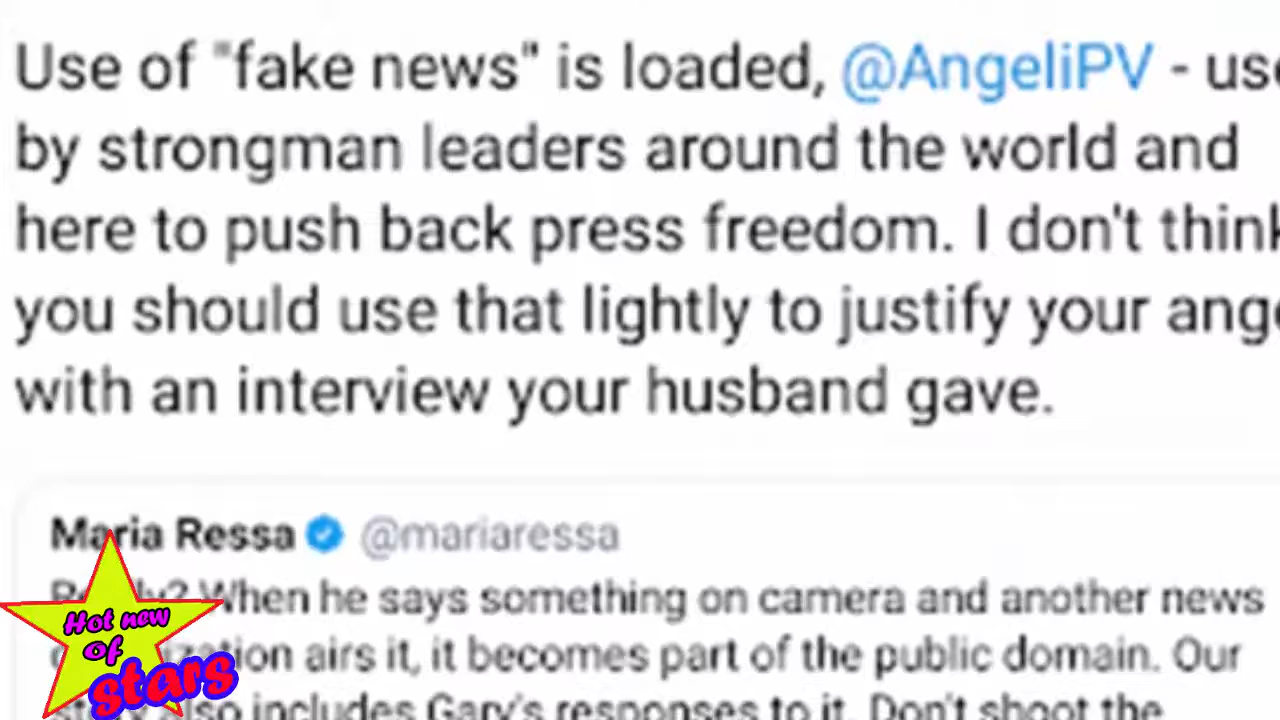 Use of "fake news" is loaded, @AngeliPV - use
by strongman leaders around the world and
here to push back press freedom. I don't think
you should use that lightly to justify your ange
with an interview your husband gave.
Maria Ressa @mariaressa
When he says something on camera and another news
airs it, it becomes part of the public domain. Our
also includes Gary's responses to it. Don't shoot the
Hot new
of
stars